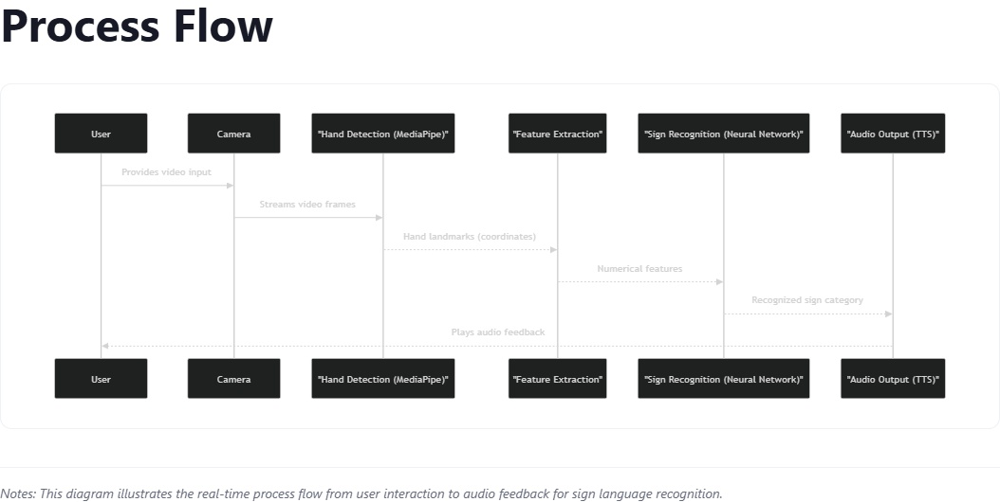 Process Flow
User
Camera
"Hand Detection (MediaPipe)"
"Feature Extraction"
"Sign Recognition (Neural Network)"
"Audio Output (TTS)"
Provides video input
Streams video frames
Hand landmarks (coordinates)
Numerical features
Recognized sign category
Plays audio feedback
User
Camera
"Hand Detection (MediaPipe)"
"Feature Extraction"
"Sign Recognition (Neural Network)"
"Audio Output (TTS)"
Notes: This diagram illustrates the real-time process flow from user interaction to audio feedback for sign language recognition.